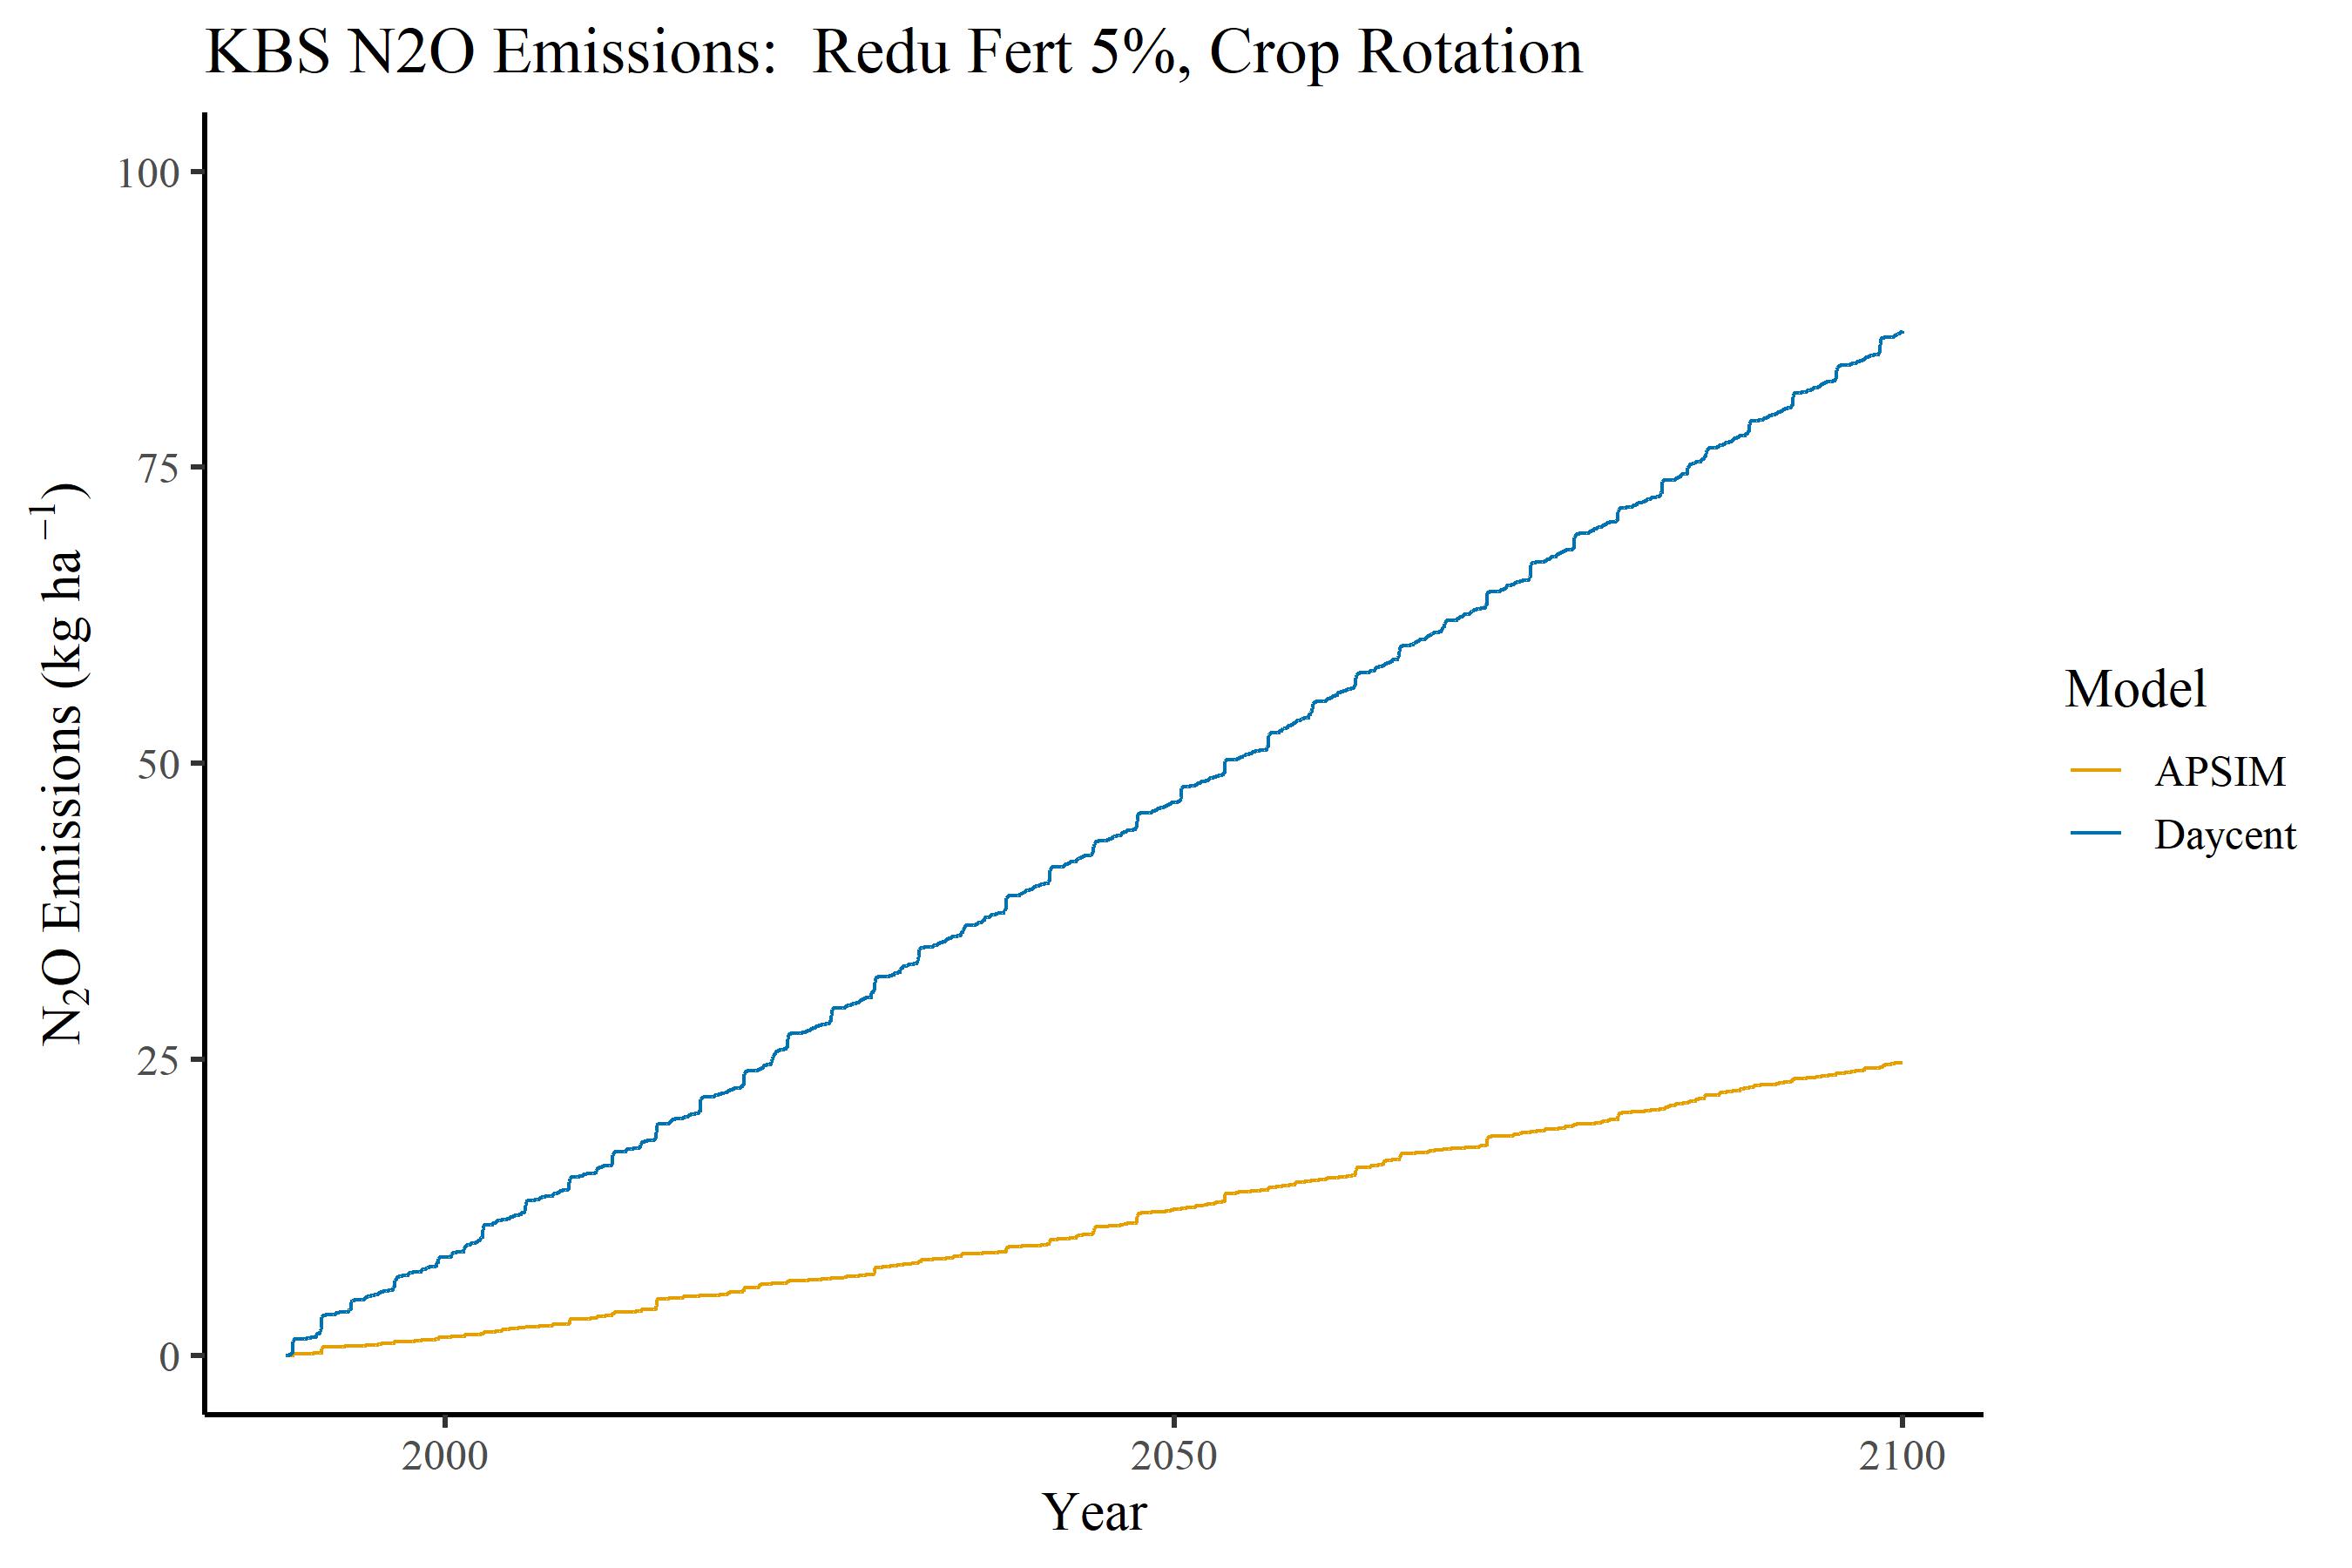 KBS N2O Emissions:  Redu Fert 5%, Crop Rotation
N₂O Emissions (kg ha⁻¹)
100
75
50
25
0
2000 2050 2100
Year
Model
APSIM
Daycent